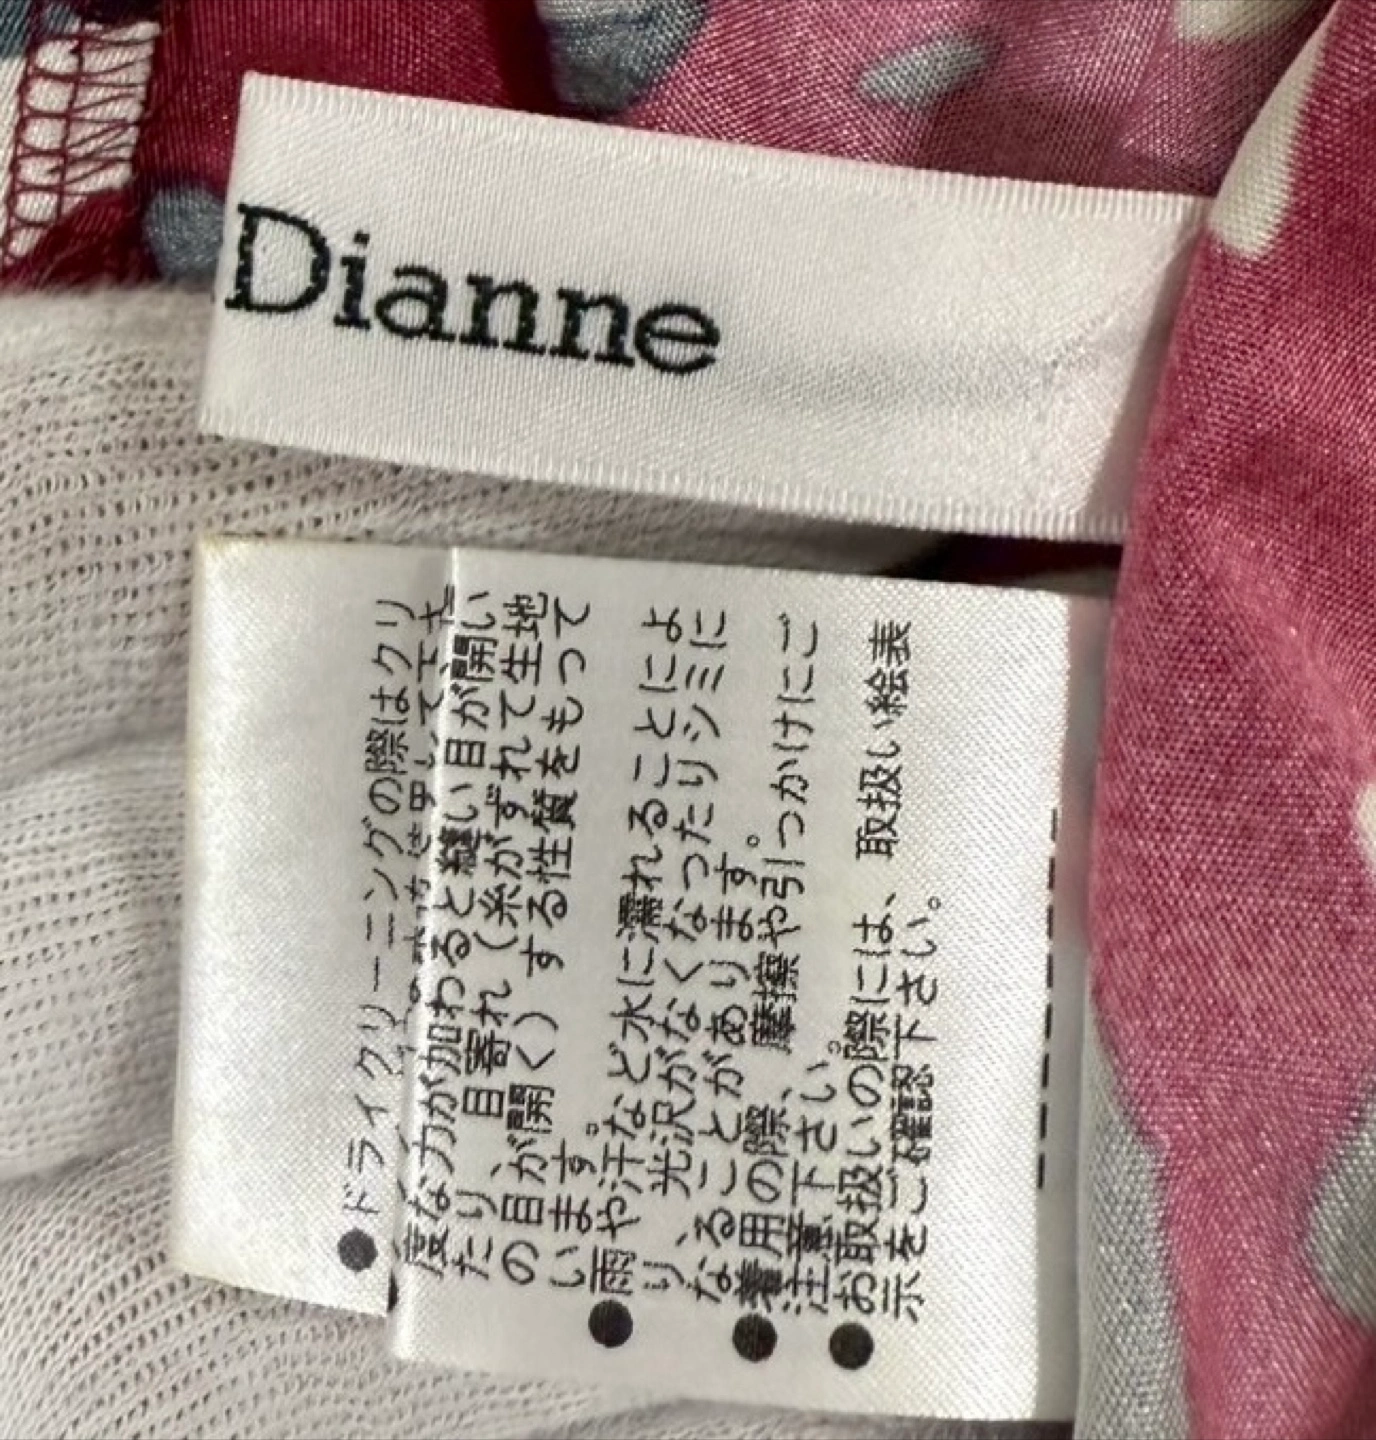 Dianne
●ドライクリーニングの際はクリ
度な力が加わると縫い目が開い
たり、目寄れ(糸がずれて生地
の目が開く)する性質をもって
います。
●雨や汗など水に濡れることによ
り、光沢がなくなったりシミに
なることがあります。
●着用の際、摩擦や引っかけにご
注意下さい。
●お取扱いの際には、取扱い絵表
示をご確認下さい。